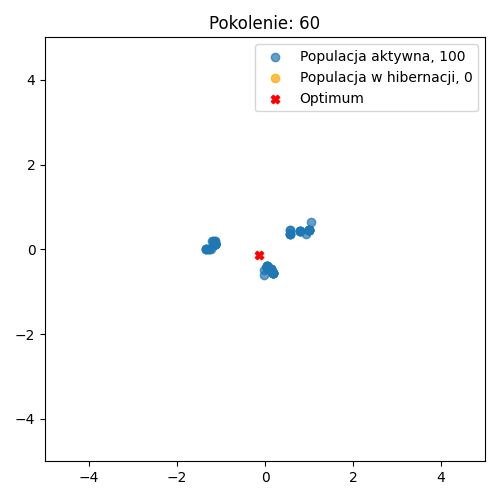 Pokolenie: 60
Populacja aktywna, 100
Populacja w hibernacji, 0
Optimum
4
2
0
−2
−4
−4 −2 0 2 4